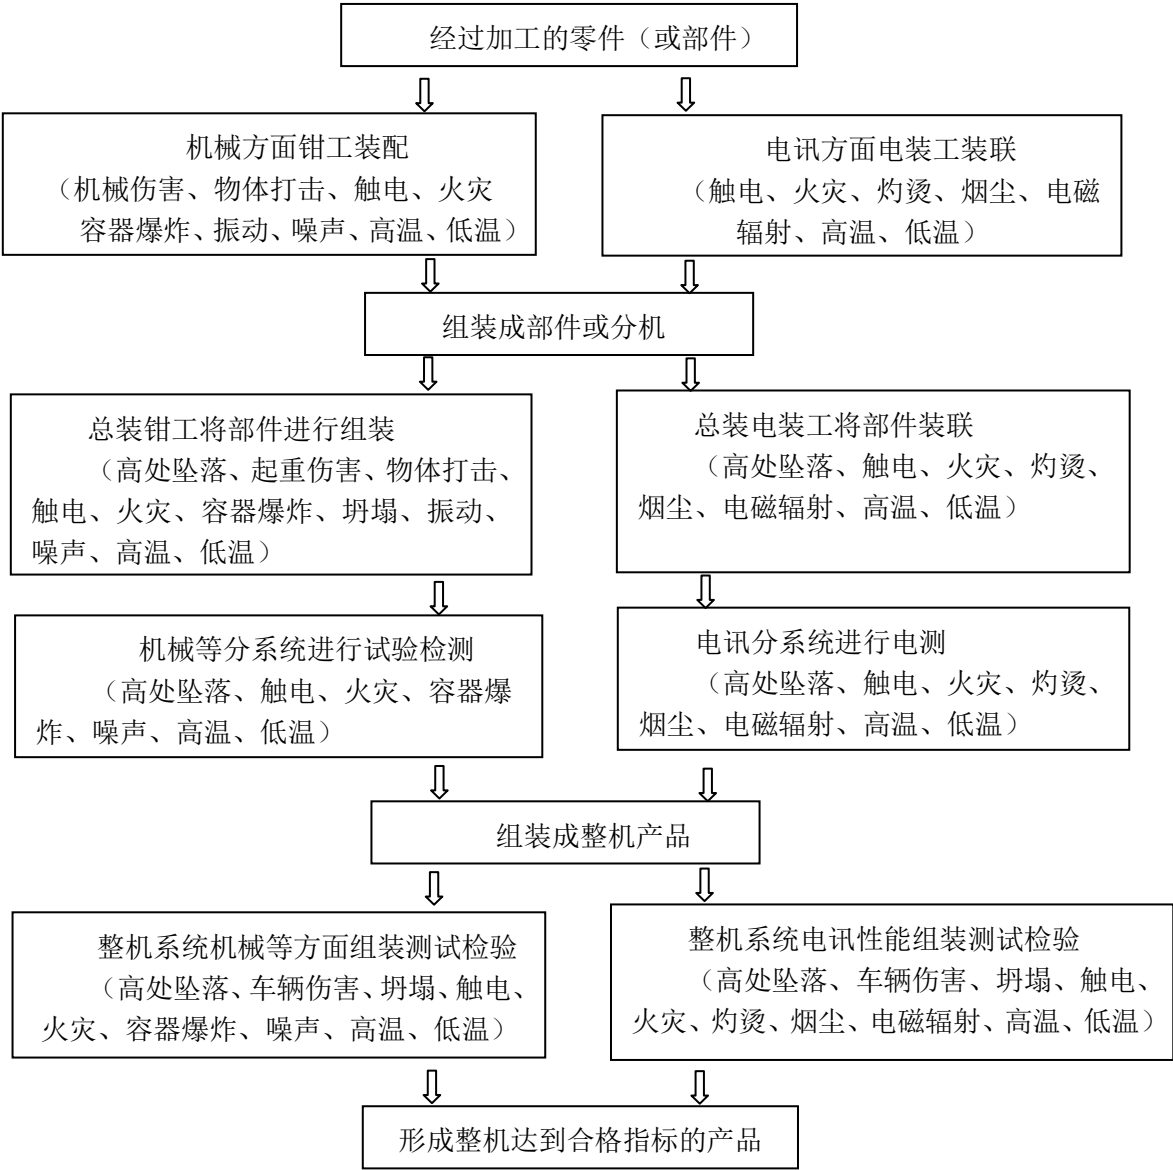 经过加工的零件（或部件）
机械方面钳工装配
（机械伤害、物体打击、触电、火灾
容器爆炸、振动、噪声、高温、低温）
电讯方面电装工装联
（触电、火灾、灼烫、烟尘、电磁
辐射、高温、低温）
组装成部件或分机
总装钳工将部件进行组装
（高处坠落、起重伤害、物体打击、
触电、火灾、容器爆炸、坍塌、振动、
噪声、高温、低温）
总装电装工将部件装联
（高处坠落、触电、火灾、灼烫、
烟尘、电磁辐射、高温、低温）
机械等分系统进行试验检测
（高处坠落、触电、火灾、容器爆
炸、噪声、高温、低温）
电讯分系统进行电测
（高处坠落、触电、火灾、灼烫、
烟尘、电磁辐射、高温、低温）
组装成整机产品
整机系统机械等方面组装测试检验
（高处坠落、车辆伤害、坍塌、触电、
火灾、容器爆炸、噪声、高温、低温）
整机系统电讯性能组装测试检验
（高处坠落、车辆伤害、坍塌、触电、
火灾、灼烫、烟尘、电磁辐射、高温、低温）
形成整机达到合格指标的产品